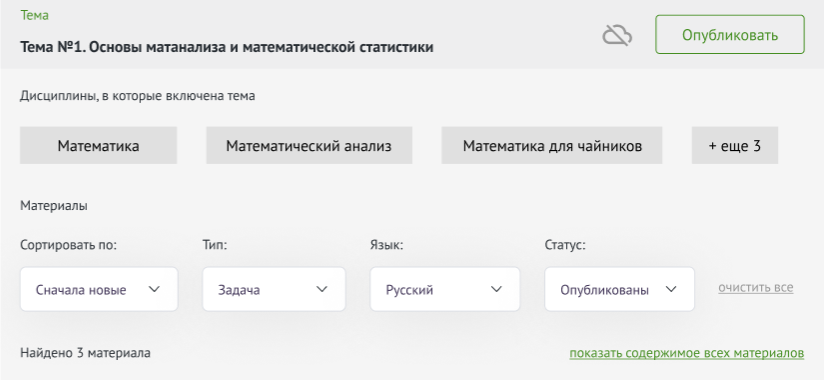 Тема
Тема №1. Основы матанализа и математической статистики
Опубликовать
Дисциплины, в которые включена тема
Математика
Математический анализ
Математика для чайников
+ еще 3
Материалы
Сортировать по:
Тип:
Язык:
Статус:
Сначала новые
Задача
Русский
Опубликованы
очистить все
Найдено 3 материала
показать содержимое всех материалов